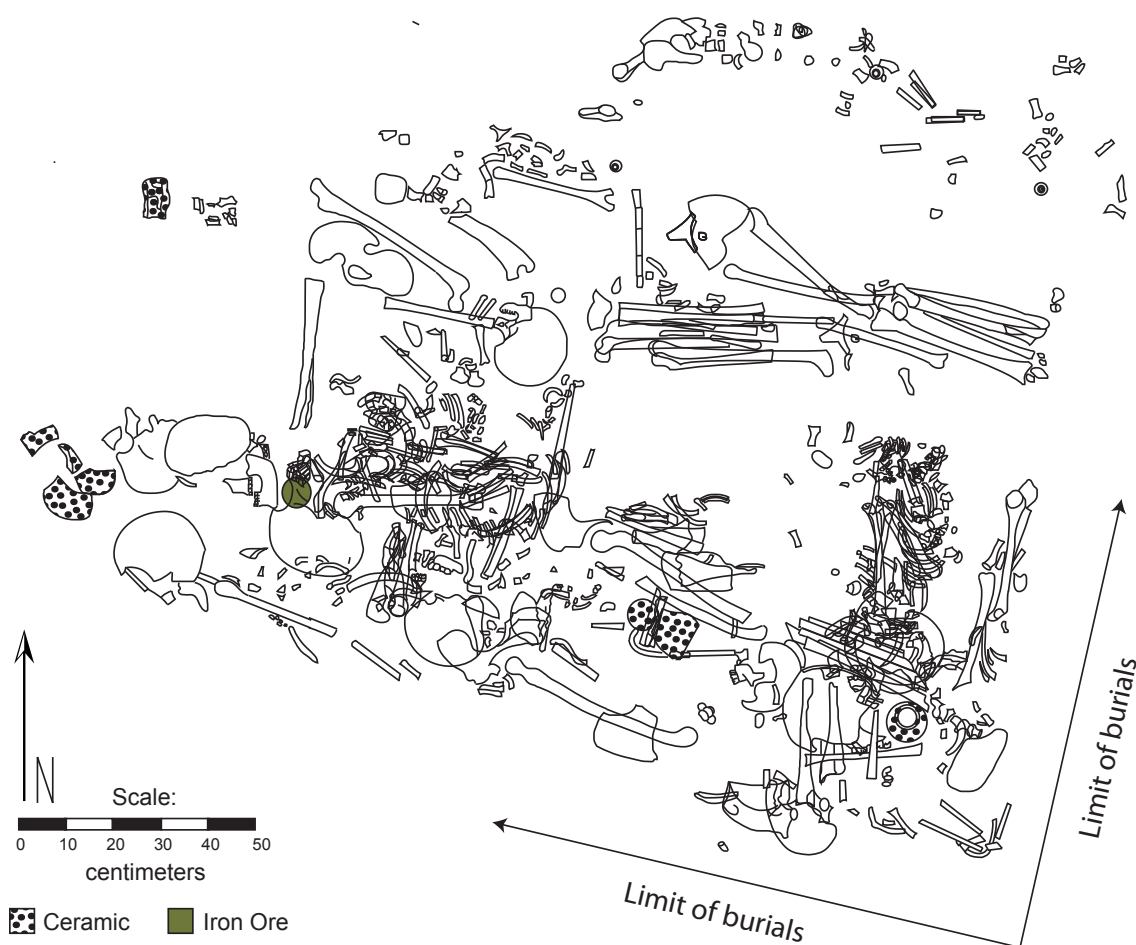 N
Scale:
0 10 20 30 40 50
centimeters
Ceramic
Iron Ore
Limit of burials
Limit of burials